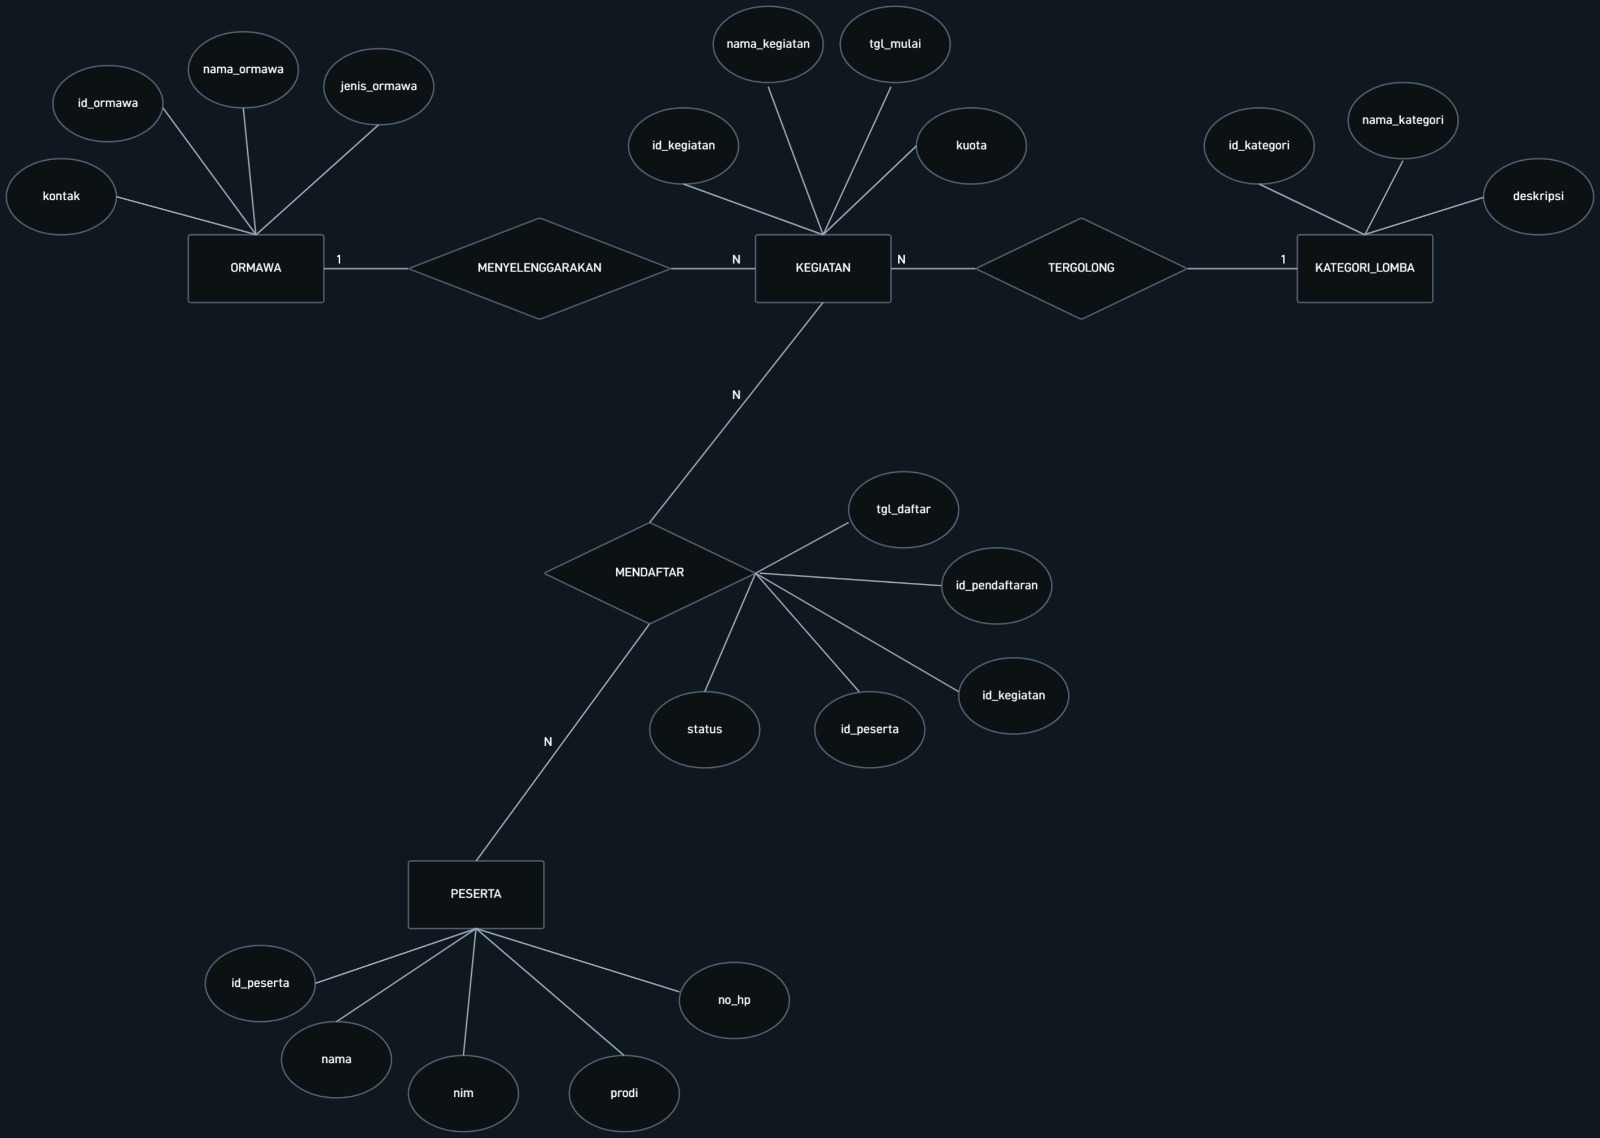 nama_kegiatan
tgl_mulai
nama_ormawa
jenis_ormawa
id_ormawa
nama_kategori
id_kegiatan
kuota
id_kategori
kontak
deskripsi
ORMAWA
1
MENYELENGGARAKAN
N
KEGIATAN
N
TERGOLONG
1
KATEGORI_LOMBA
N
tgl_daftar
MENDAFTAR
id_pendaftaran
id_kegiatan
status
id_peserta
N
PESERTA
id_peserta
no_hp
nama
nim
prodi